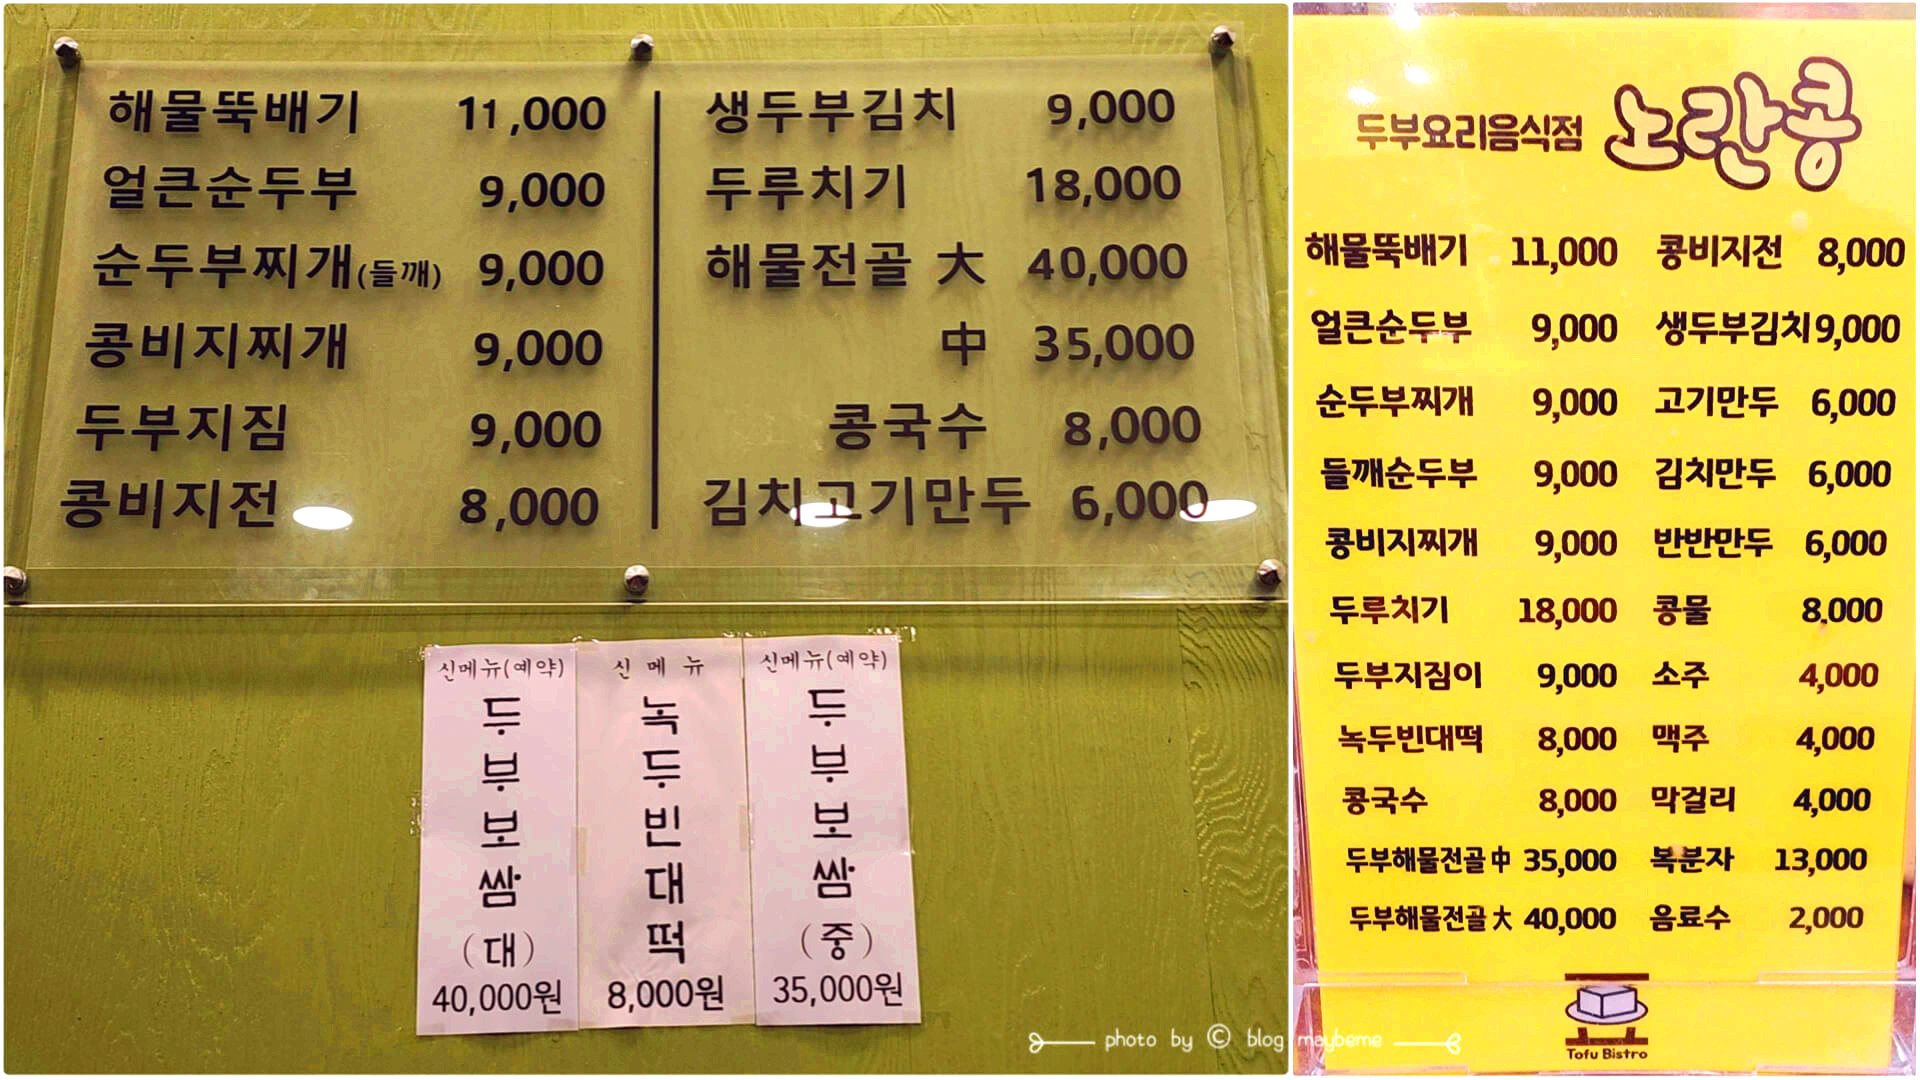 해물뚝배기 11,000
얼큰순두부 9,000
순두부찌개(들깨) 9,000
콩비지찌개 9,000
두부지짐 9,000
콩비지전 8,000
생두부김치 9,000
두루치기 18,000
해물전골 大 40,000
中 35,000
콩국수 8,000
김치고기만두 6,000
신메뉴(예약)
두
부
보
쌈
(대)
40,000원
신 메 뉴
녹
두
빈
대
떡
8,000원
신메뉴(예약)
두
부
보
쌈
(중)
35,000원
두부요리음식점 노란콩
해물뚝배기 11,000 콩비지전 8,000
얼큰순두부 9,000 생두부김치 9,000
순두부찌개 9,000 고기만두 6,000
들깨순두부 9,000 김치만두 6,000
콩비지찌개 9,000 반반만두 6,000
두루치기 18,000 콩물 8,000
두부지짐이 9,000 소주 4,000
녹두빈대떡 8,000 맥주 4,000
콩국수 8,000 막걸리 4,000
두부해물전골 中 35,000 복분자 13,000
두부해물전골 大 40,000 음료수 2,000
Tofu Bistro
photo by © blog maybeme